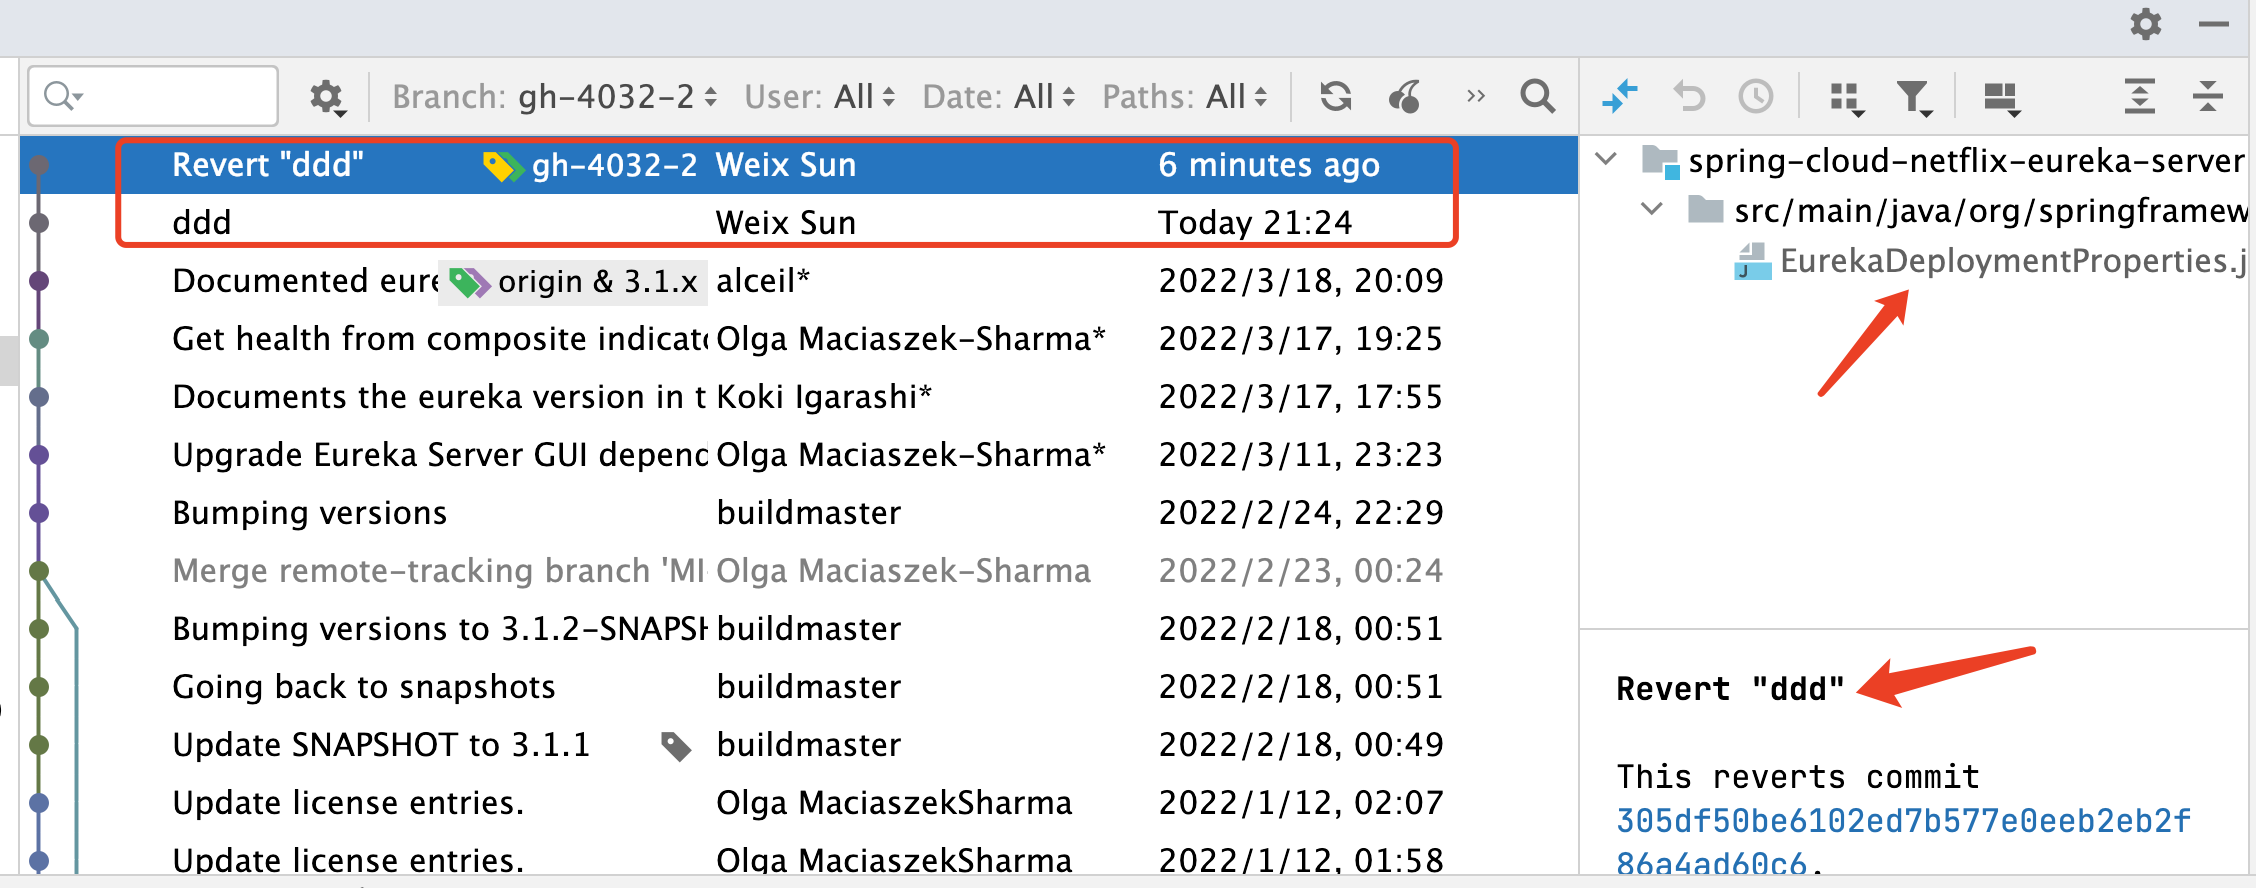 Branch: gh-4032-2 User: All Date: All Paths: All
Revert "ddd" gh-4032-2 Weix Sun 6 minutes ago
ddd Weix Sun Today 21:24
Documented eure origin & 3.1.x alceil* 2022/3/18, 20:09
Get health from composite indicato Olga Maciaszek-Sharma* 2022/3/17, 19:25
Documents the eureka version in t Koki Igarashi* 2022/3/17, 17:55
Upgrade Eureka Server GUI depend Olga Maciaszek-Sharma* 2022/3/11, 23:23
Bumping versions buildmaster 2022/2/24, 22:29
Merge remote-tracking branch 'MI Olga Maciaszek-Sharma 2022/2/23, 00:24
Bumping versions to 3.1.2-SNAPSH buildmaster 2022/2/18, 00:51
Going back to snapshots buildmaster 2022/2/18, 00:51
Update SNAPSHOT to 3.1.1 buildmaster 2022/2/18, 00:49
Update license entries. Olga MaciaszekSharma 2022/1/12, 02:07
Update license entries. Olga MaciaszekSharma 2022/1/12, 01:58
spring-cloud-netflix-eureka-server
src/main/java/org/springframew
EurekaDeploymentProperties.j
Revert "ddd"
This reverts commit
305df50be6102ed7b577e0eeb2eb2f
86a4ad60c6.